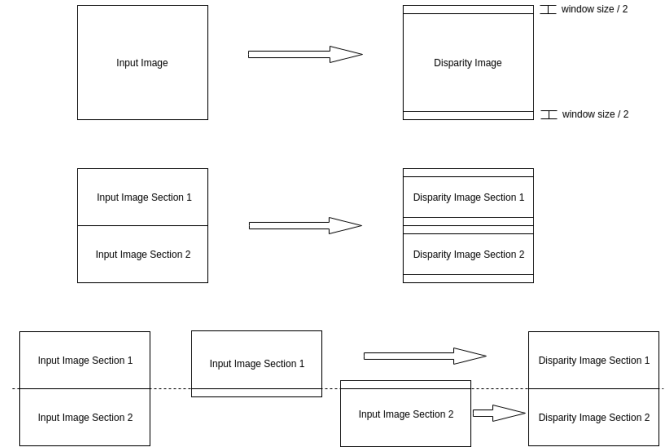 window size / 2
Input Image
Disparity Image
window size / 2
Input Image Section 1
Disparity Image Section 1
Input Image Section 2
Disparity Image Section 2
Input Image Section 1
Input Image Section 1
Disparity Image Section 1
Input Image Section 2
Input Image Section 2
Disparity Image Section 2